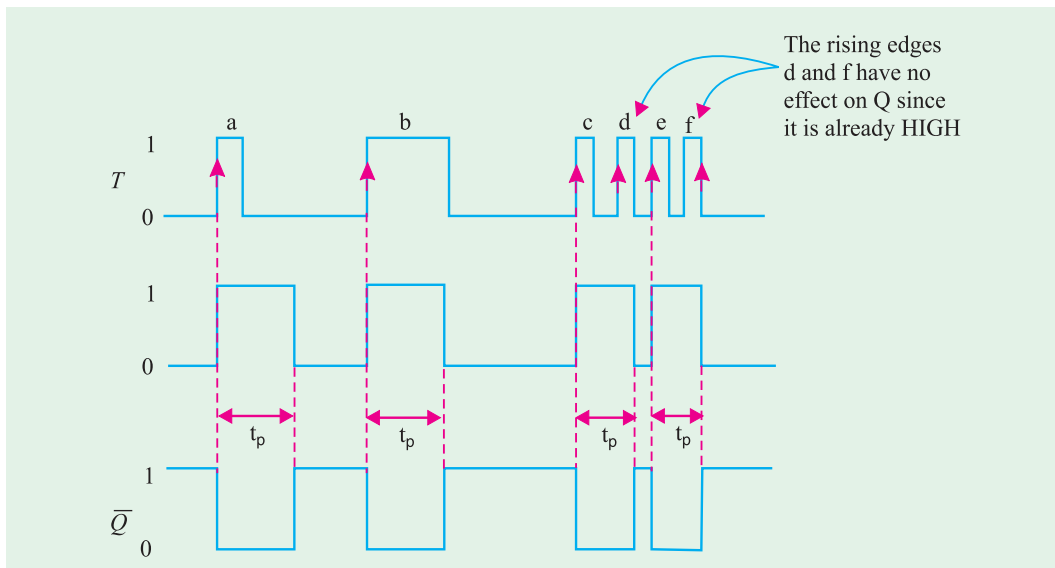 The rising edges
d and f have no
effect on Q since
it is already HIGH
a b c d e f
1
T
0
1
0
tp tp tp tp
1
Q̅
0